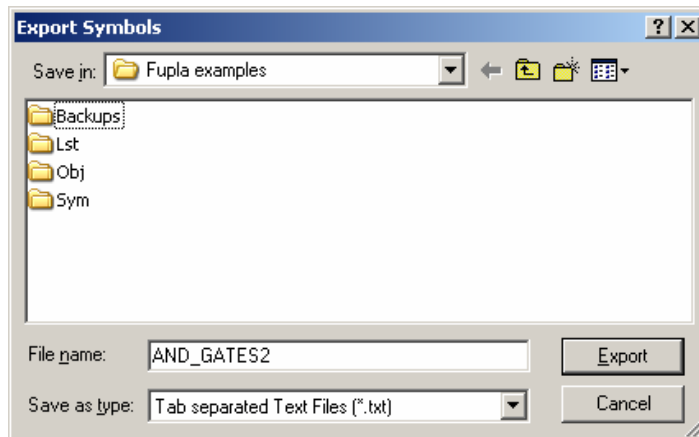 Export Symbols
Save in: Fupla examples
Backups
Lst
Obj
Sym
File name: AND_GATES2 Export
Save as type: Tab separated Text Files (*.txt) Cancel